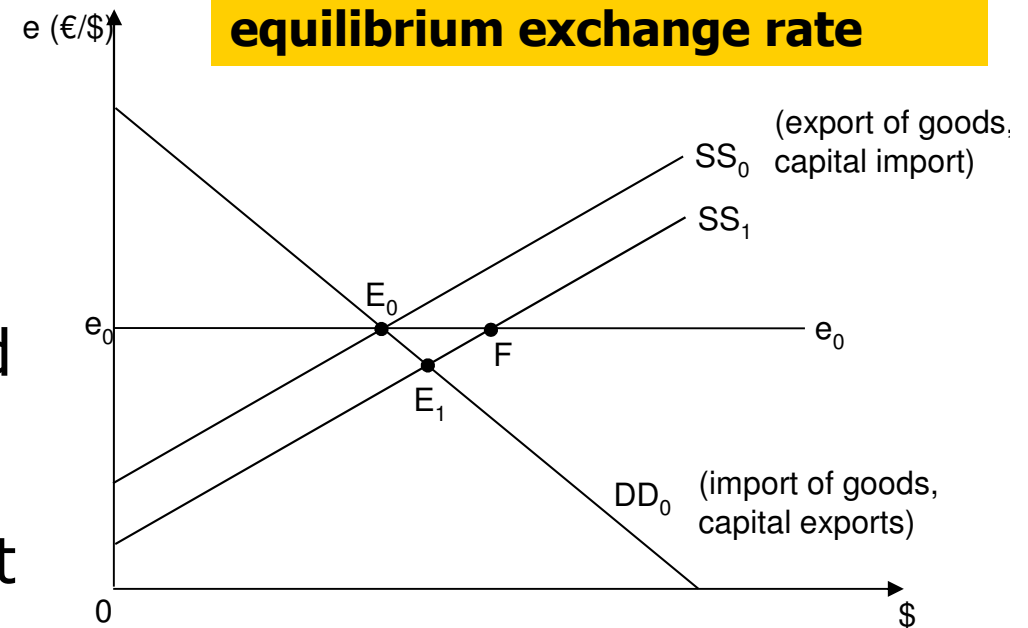 equilibrium exchange rate
e (€/$)
(export of goods,
capital import)
SS₀
SS₁
E₀
e₀
e₀
F
E₁
d
DD₀
(import of goods,
capital exports)
t
0
$